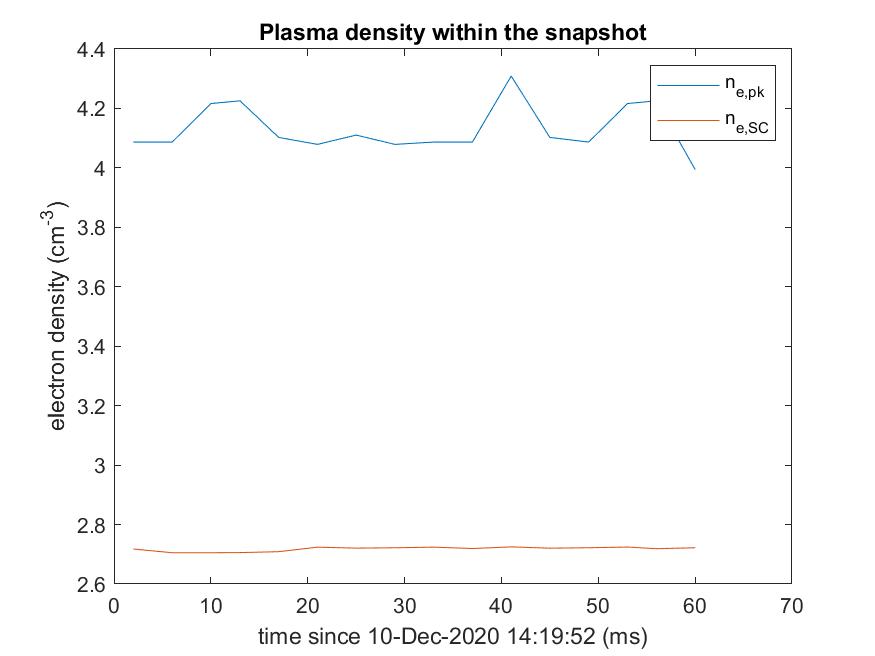 Plasma density within the snapshot
4.4
4.2
4
3.8
3.6
3.4
3.2
3
2.8
2.6
electron density (cm-3)
n e,pk
n e,SC
0 10 20 30 40 50 60 70
time since 10-Dec-2020 14:19:52 (ms)